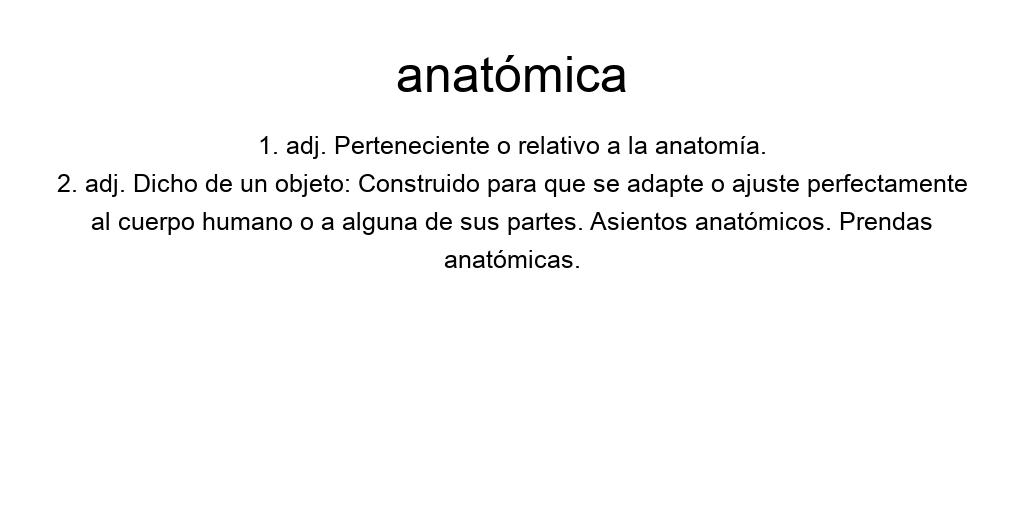 anatómica
1. adj. Perteneciente o relativo a la anatomía.
2. adj. Dicho de un objeto: Construido para que se adapte o ajuste perfectamente
al cuerpo humano o a alguna de sus partes. Asientos anatómicos. Prendas
anatómicas.